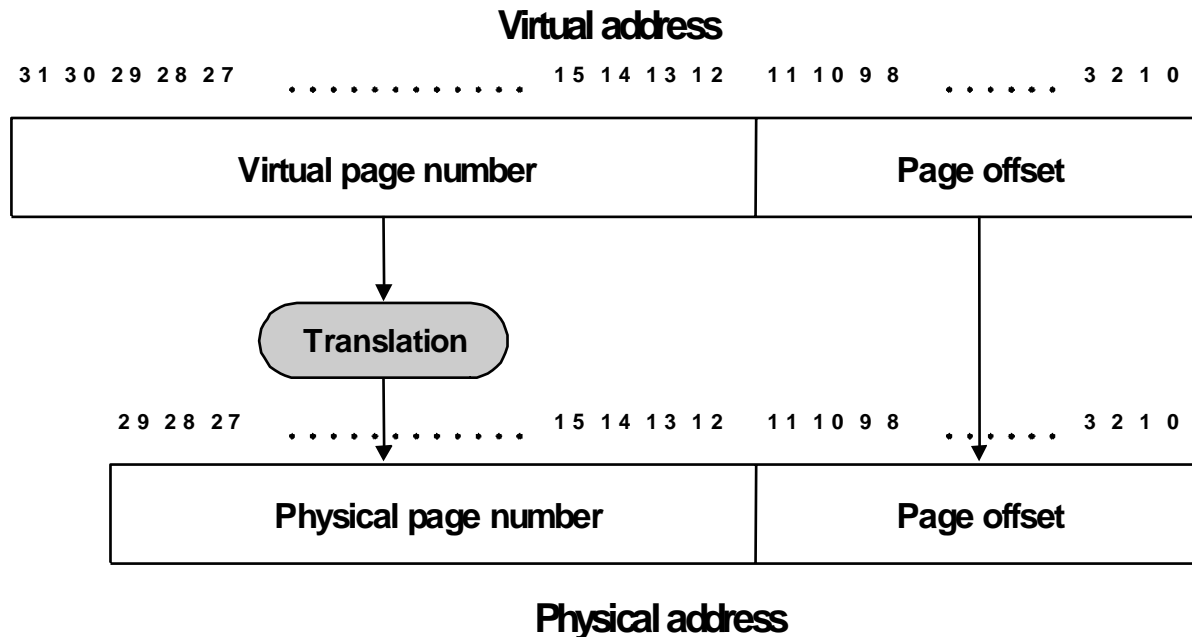 Virtual address
31 30 29 28 27 ............ 15 14 13 12 11 10 9 8 ...... 3 2 1 0
Virtual page number Page offset
Translation
29 28 27 ............ 15 14 13 12 11 10 9 8 ...... 3 2 1 0
Physical page number Page offset
Physical address